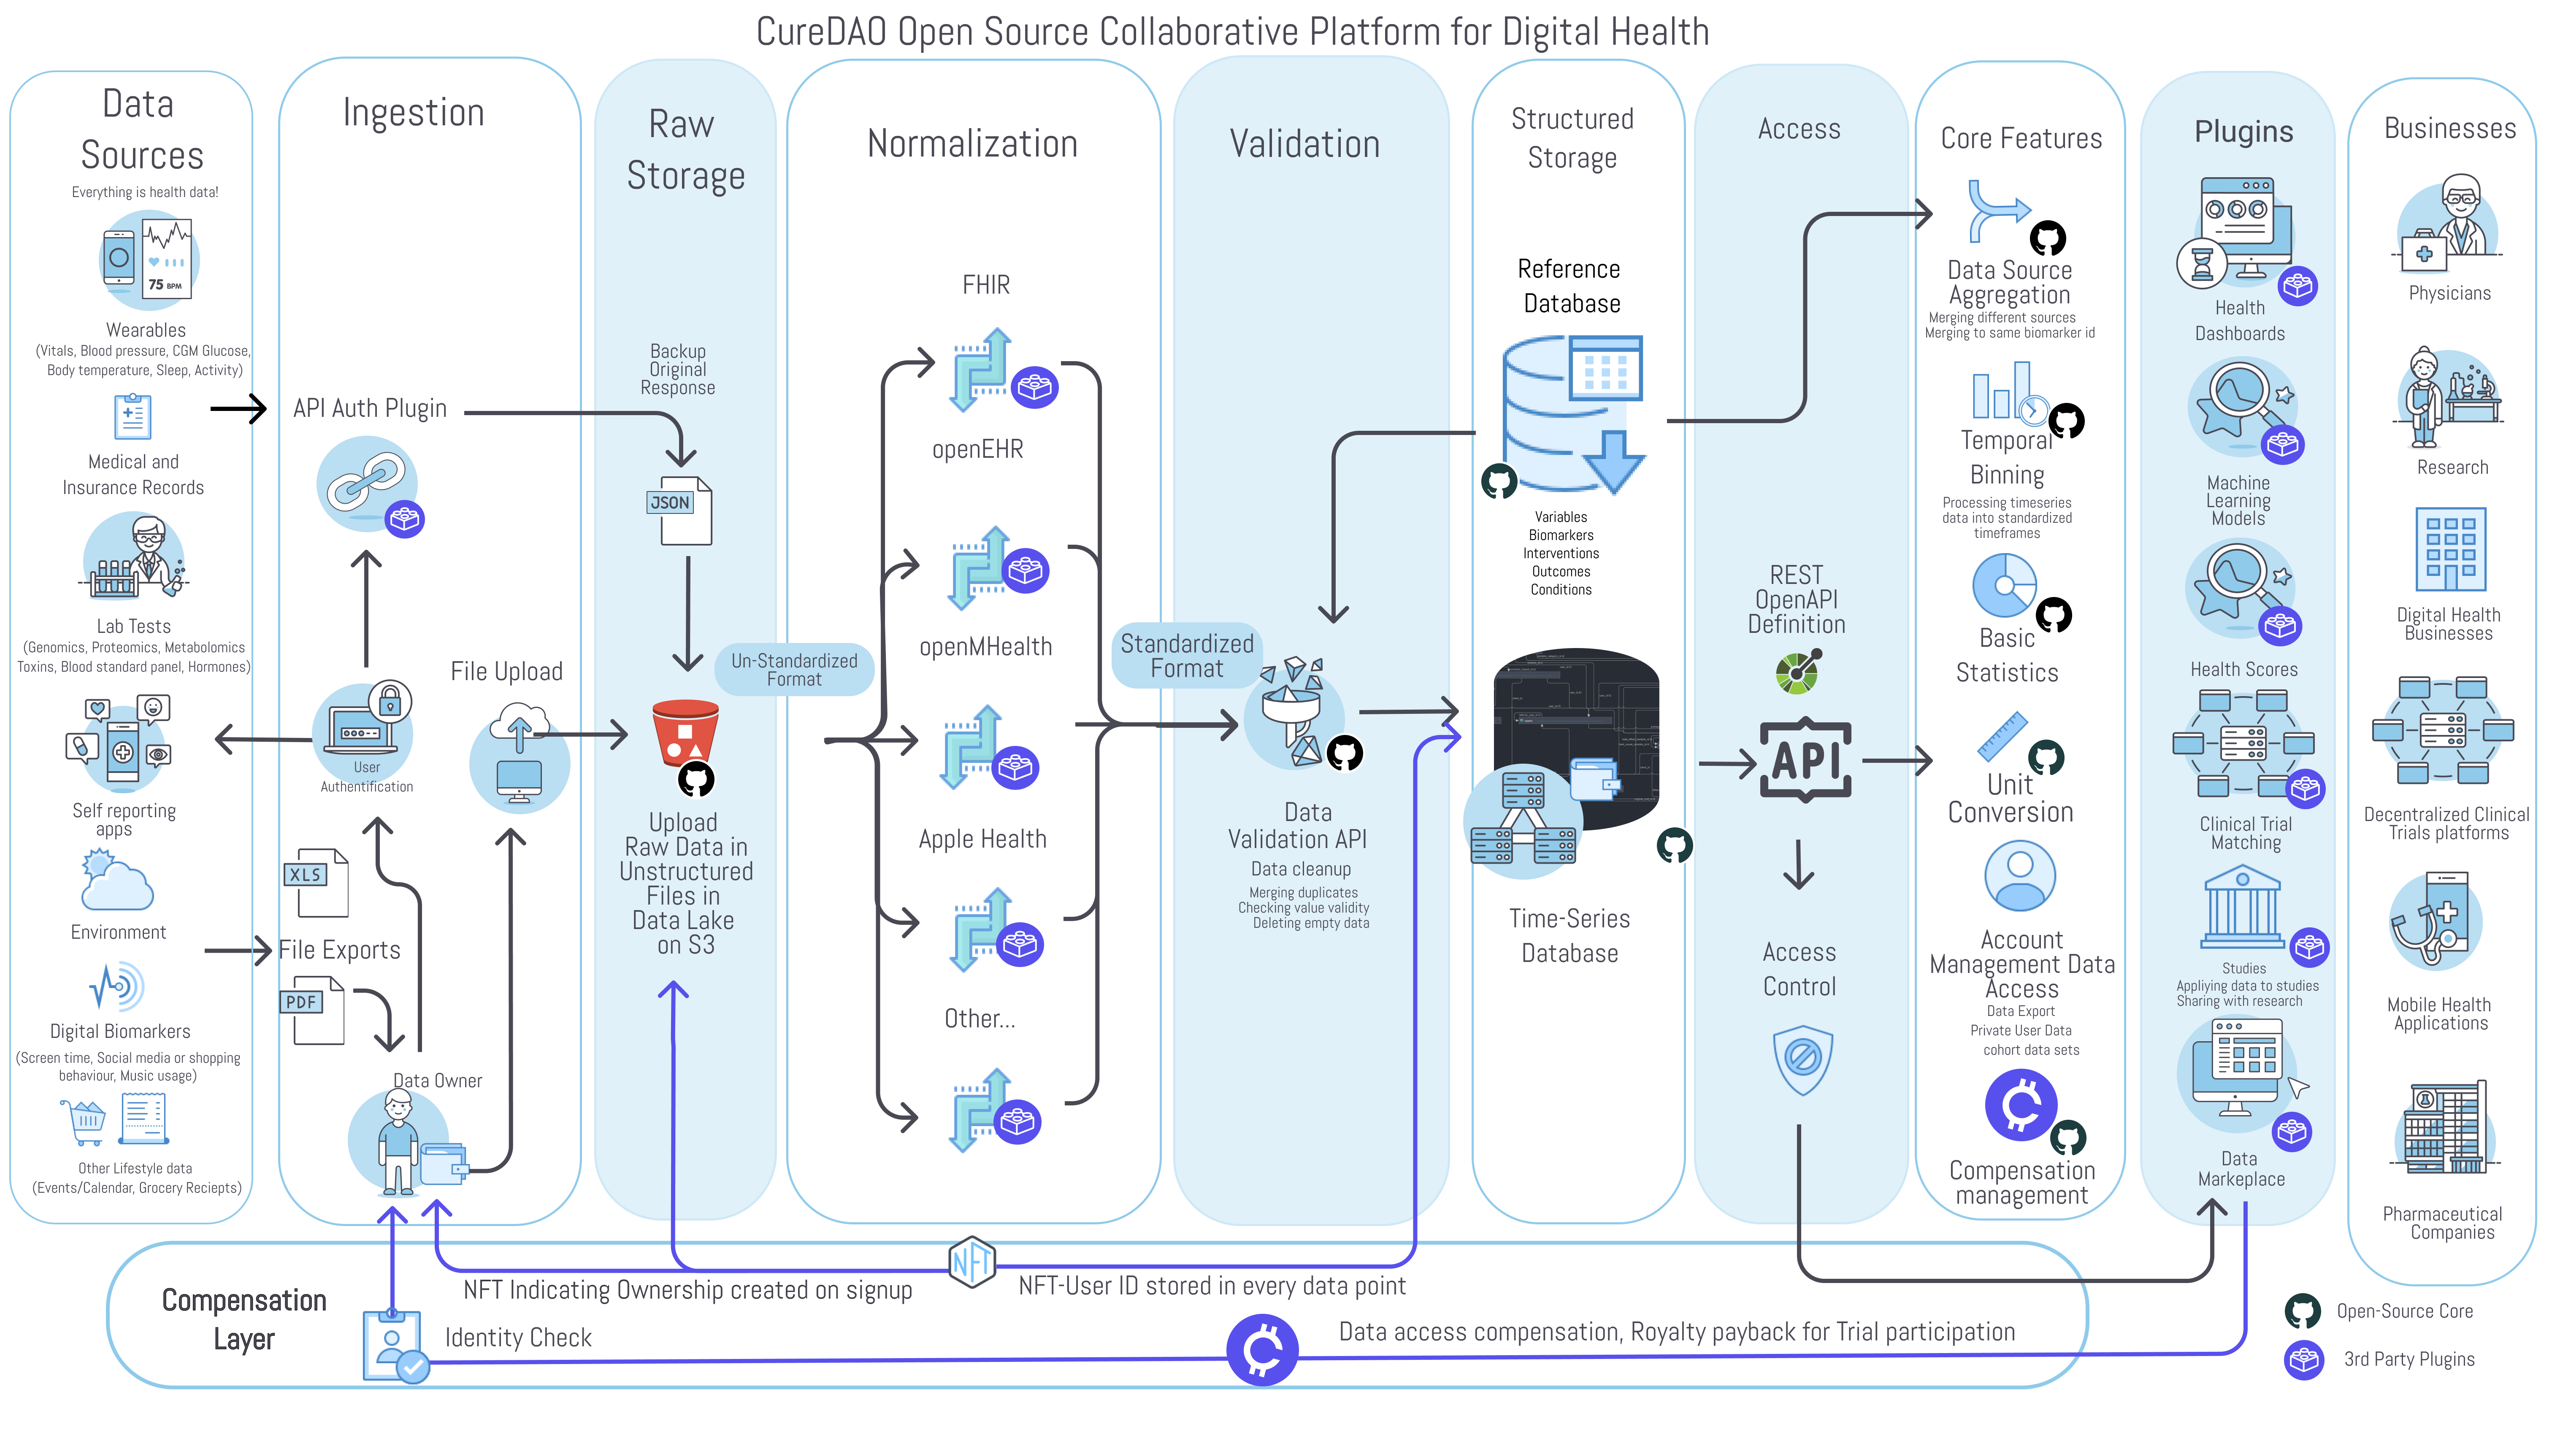 CureDAO Open Source Collaborative Platform for Digital Health
Data
Sources
Everything is health data!
75 BPM
Wearables
(Vitals, Blood pressure, CGM Glucose,
Body temperature, Sleep, Activity)
Medical and
Insurance Records
Lab Tests
(Genomics, Proteomics, Metabolomics
Toxins, Blood standard panel, Hormones)
Self reporting
apps
Environment
Digital Biomarkers
(Screen time, Social media or shopping
behaviour, Music usage)
Other Lifestyle data
(Events/Calendar, Grocery Reciepts)
Ingestion
API Auth Plugin
File Upload
User
Authentification
XLS
File Exports
PDF
Data Owner
Raw
Storage
Backup
Original
Response
JSON
Upload
Raw Data in
Unstructured
Files in
Data Lake
on S3
Un-Standardized
Format
Normalization
FHIR
openEHR
openMHealth
Apple Health
Other...
Standardized
Format
Validation
Data
Validation API
Data cleanup
Merging duplicates
Checking value validity
Deleting empty data
Structured
Storage
Reference
Database
Variables
Biomarkers
Interventions
Outcomes
Conditions
Time-Series
Database
Access
REST
OpenAPI
Definition
API
Access
Control
Core Features
Data Source
Aggregation
Merging different sources
Merging to same biomarker id
Temporal
Binning
Processing timeseries
data into standardized
timeframes
Basic
Statistics
Unit
Conversion
Account
Management Data
Access
Data Export
Private User Data
cohort data sets
Compensation
management
Plugins
Health
Dashboards
Machine
Learning
Models
Health Scores
Clinical Trial
Matching
Studies
Appliying data to studies
Sharing with research
Data
Markeplace
Businesses
Physicians
Research
Digital Health
Businesses
Decentralized Clinical
Trials platforms
Mobile Health
Applications
Pharmaceutical
Companies
Compensation
Layer
NFT
NFT Indicating Ownership created on signup
NFT-User ID stored in every data point
Identity Check
Data access compensation, Royalty payback for Trial participation
Open-Source Core
3rd Party Plugins